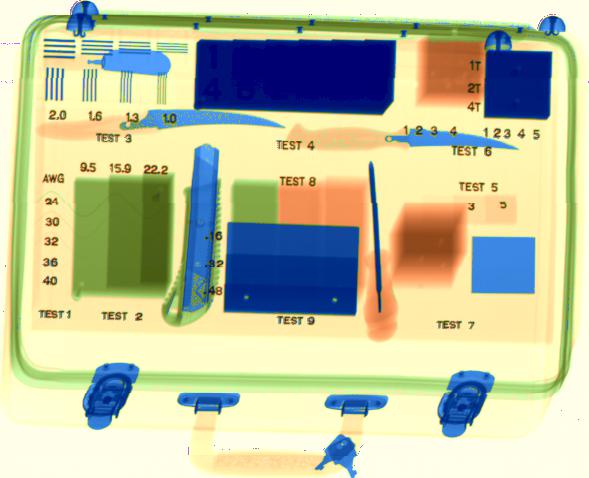 1T
2T
4T
2.0 1.6 1.3 1.0
TEST 3
TEST 4
1 2 3 4
1 2 3 4 5
TEST 6
9.5 15.9 22.2
TEST 8
TEST 5
3 5
AWG
24
30
32
36
40
.16
.32
.48
TEST 1
TEST 2
TEST 9
TEST 7